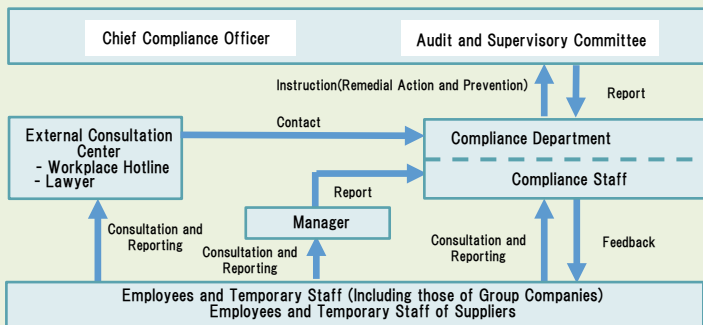 Chief Compliance Officer
Audit and Supervisory Committee
Instruction(Remedial Action and Prevention)
Report
Contact
External Consultation
Center
- Workplace Hotline
- Lawyer
Compliance Department
Compliance Staff
Report
Manager
Consultation and
Reporting
Consultation and
Reporting
Consultation and
Reporting
Feedback
Employees and Temporary Staff (Including those of Group Companies)
Employees and Temporary Staff of Suppliers